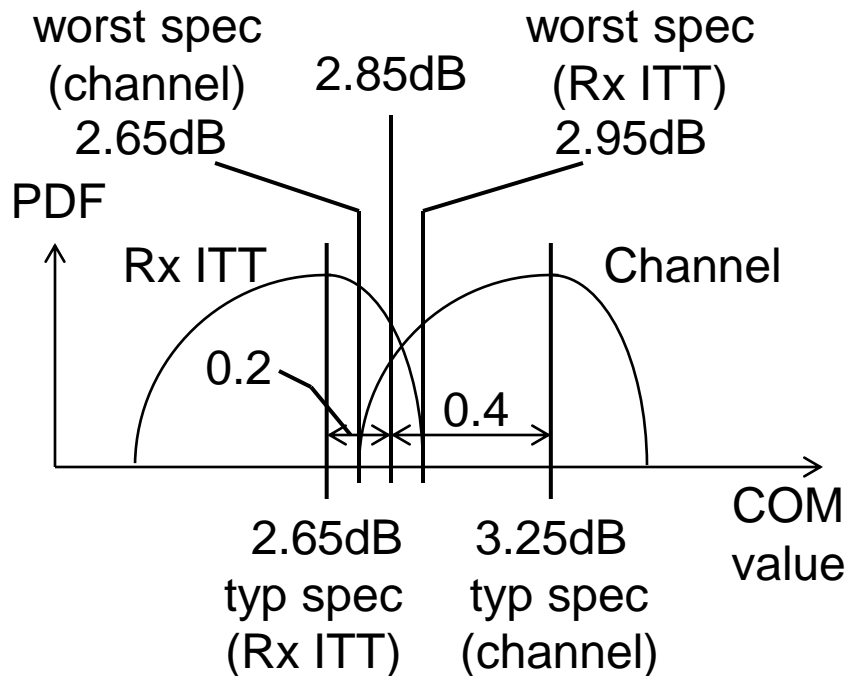 worst spec
(channel)
2.65dB
2.85dB
worst spec
(Rx ITT)
2.95dB
PDF
Rx ITT
Channel
0.2
0.4
COM
value
2.65dB
typ spec
(Rx ITT)
3.25dB
typ spec
(channel)